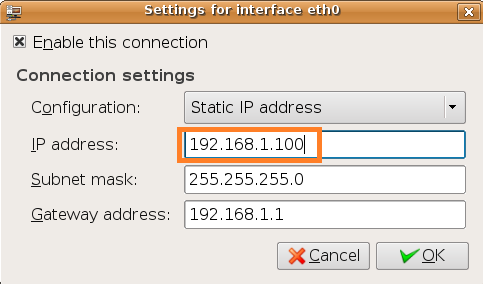 Settings for interface eth0
Enable this connection
Connection settings
Configuration: Static IP address
IP address: 192.168.1.100
Subnet mask: 255.255.255.0
Gateway address: 192.168.1.1
Cancel OK